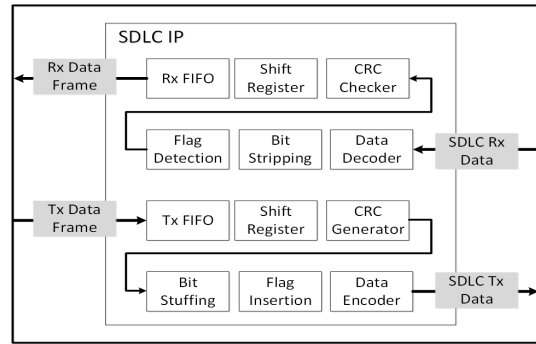 SDLC IP
Rx Data
Frame
Rx FIFO
Shift
Register
CRC
Checker
Flag
Detection
Bit
Stripping
Data
Decoder
SDLC Rx
Data
Tx Data
Frame
Tx FIFO
Shift
Register
CRC
Generator
Bit
Stuffing
Flag
Insertion
Data
Encoder
SDLC Tx
Data